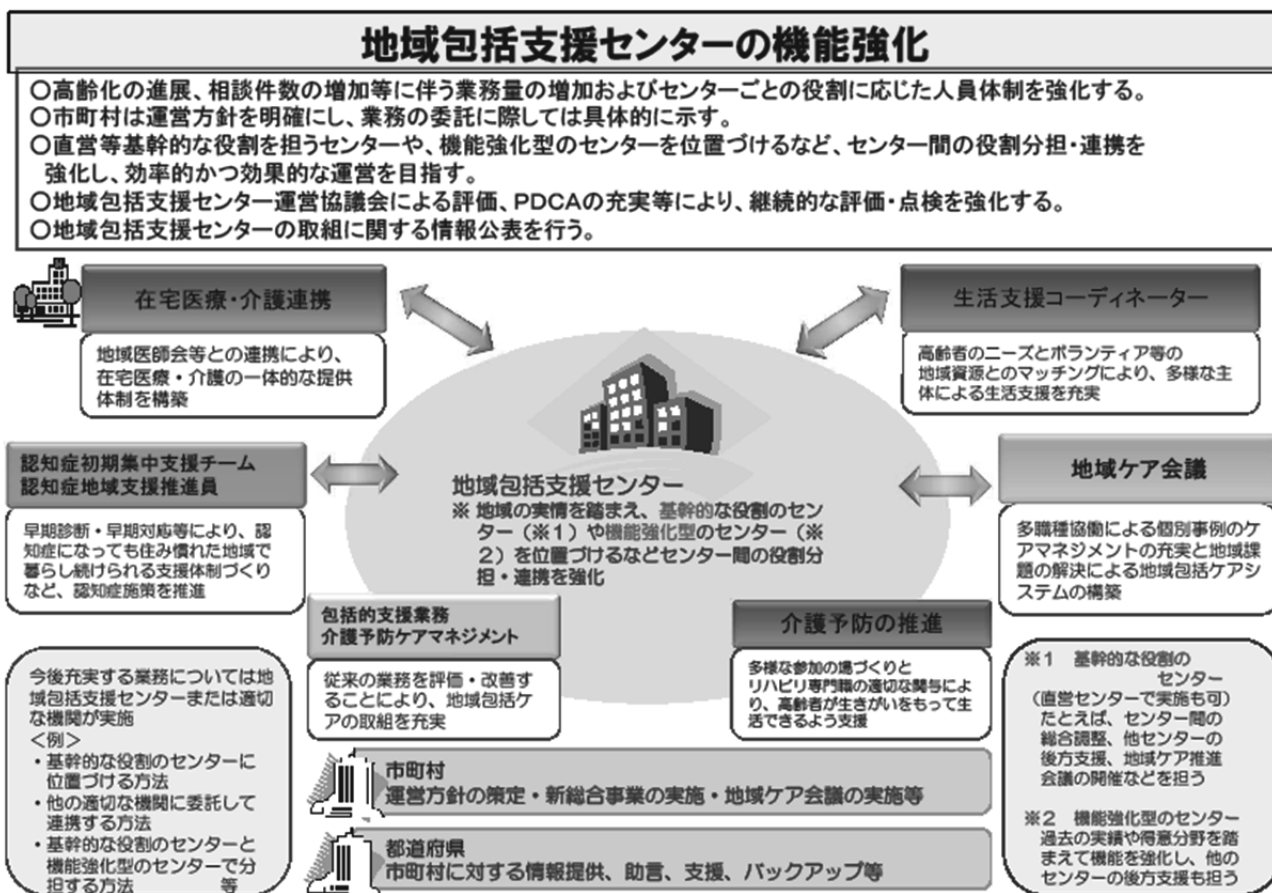 地域包括支援センターの機能強化
○高齢化の進展、相談件数の増加等に伴う業務量の増加およびセンターごとの役割に応じた人員体制を強化する。
○市町村は運営方針を明確にし、業務の委託に際しては具体的に示す。
○直営等基幹的な役割を担うセンターや、機能強化型のセンターを位置づけるなど、センター間の役割分担・連携を
強化し、効率的かつ効果的な運営を目指す。
○地域包括支援センター運営協議会による評価、PDCAの充実等により、継続的な評価・点検を強化する。
○地域包括支援センターの取組に関する情報公表を行う。
在宅医療・介護連携
地域医師会等との連携により、
在宅医療・介護の一体的な提供
体制を構築
生活支援コーディネーター
高齢者のニーズとボランティア等の
地域資源とのマッチングにより、多様な主
体による生活支援を充実
認知症初期集中支援チーム
認知症地域支援推進員
早期診断・早期対応等により、認
知症になっても住み慣れた地域で
暮らし続けられる支援体制づくり
など、認知症施策を推進
地域包括支援センター
※ 地域の実情を踏まえ、基幹的な役割のセン
ター（※1）や機能強化型のセンター（※
2）を位置づけるなどセンター間の役割分
担・連携を強化
地域ケア会議
多職種協働による個別事例のケ
アマネジメントの充実と地域課
題の解決による地域包括ケアシ
ステムの構築
包括的支援業務
介護予防ケアマネジメント
従来の業務を評価・改善す
ることにより、地域包括ケ
アの取組を充実
介護予防の推進
多様な参加の場づくりと
リハビリ専門職の適切な関与によ
り、高齢者が生きがいをもって生
活できるよう支援
今後充実する業務については地
域包括支援センターまたは適切
な機関が実施
＜例＞
・基幹的な役割のセンターに
位置づける方法
・他の適切な機関に委託して
連携する方法
・基幹的な役割のセンターと
機能強化型のセンターで分
担する方法 等
※1 基幹的な役割の
センター
（直営センターで実施も可）
たとえば、センター間の
総合調整、他センターの
後方支援、地域ケア推進
会議の開催などを担う
※2 機能強化型のセンター
過去の実績や得意分野を踏
まえて機能を強化し、他の
センターの後方支援も担う
市町村
運営方針の策定・新総合事業の実施・地域ケア会議の実施等
都道府県
市町村に対する情報提供、助言、支援、バックアップ等